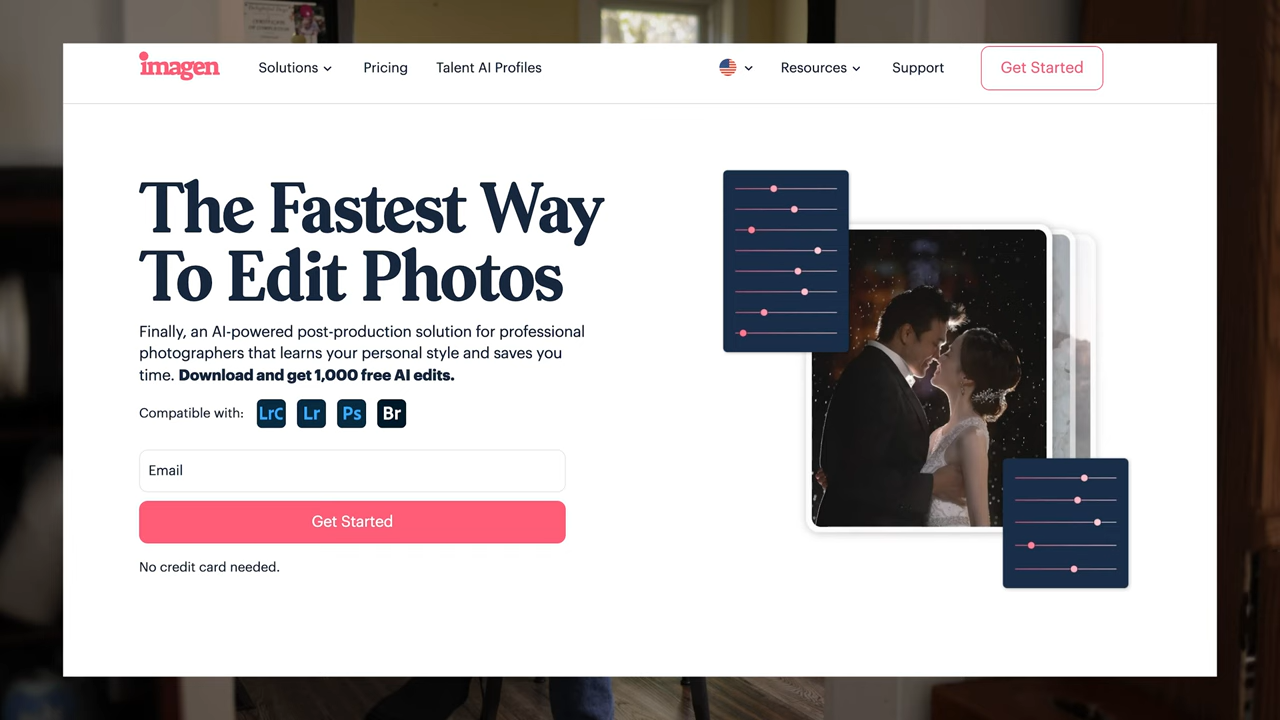 imagen
Solutions
Pricing
Talent AI Profiles
Resources
Support
Get Started
The Fastest Way
To Edit Photos
Finally, an AI-powered post-production solution for professional
photographers that learns your personal style and saves you
time. Download and get 1,000 free AI edits.
Compatible with: LrC Lr Ps Br
Email
Get Started
No credit card needed.